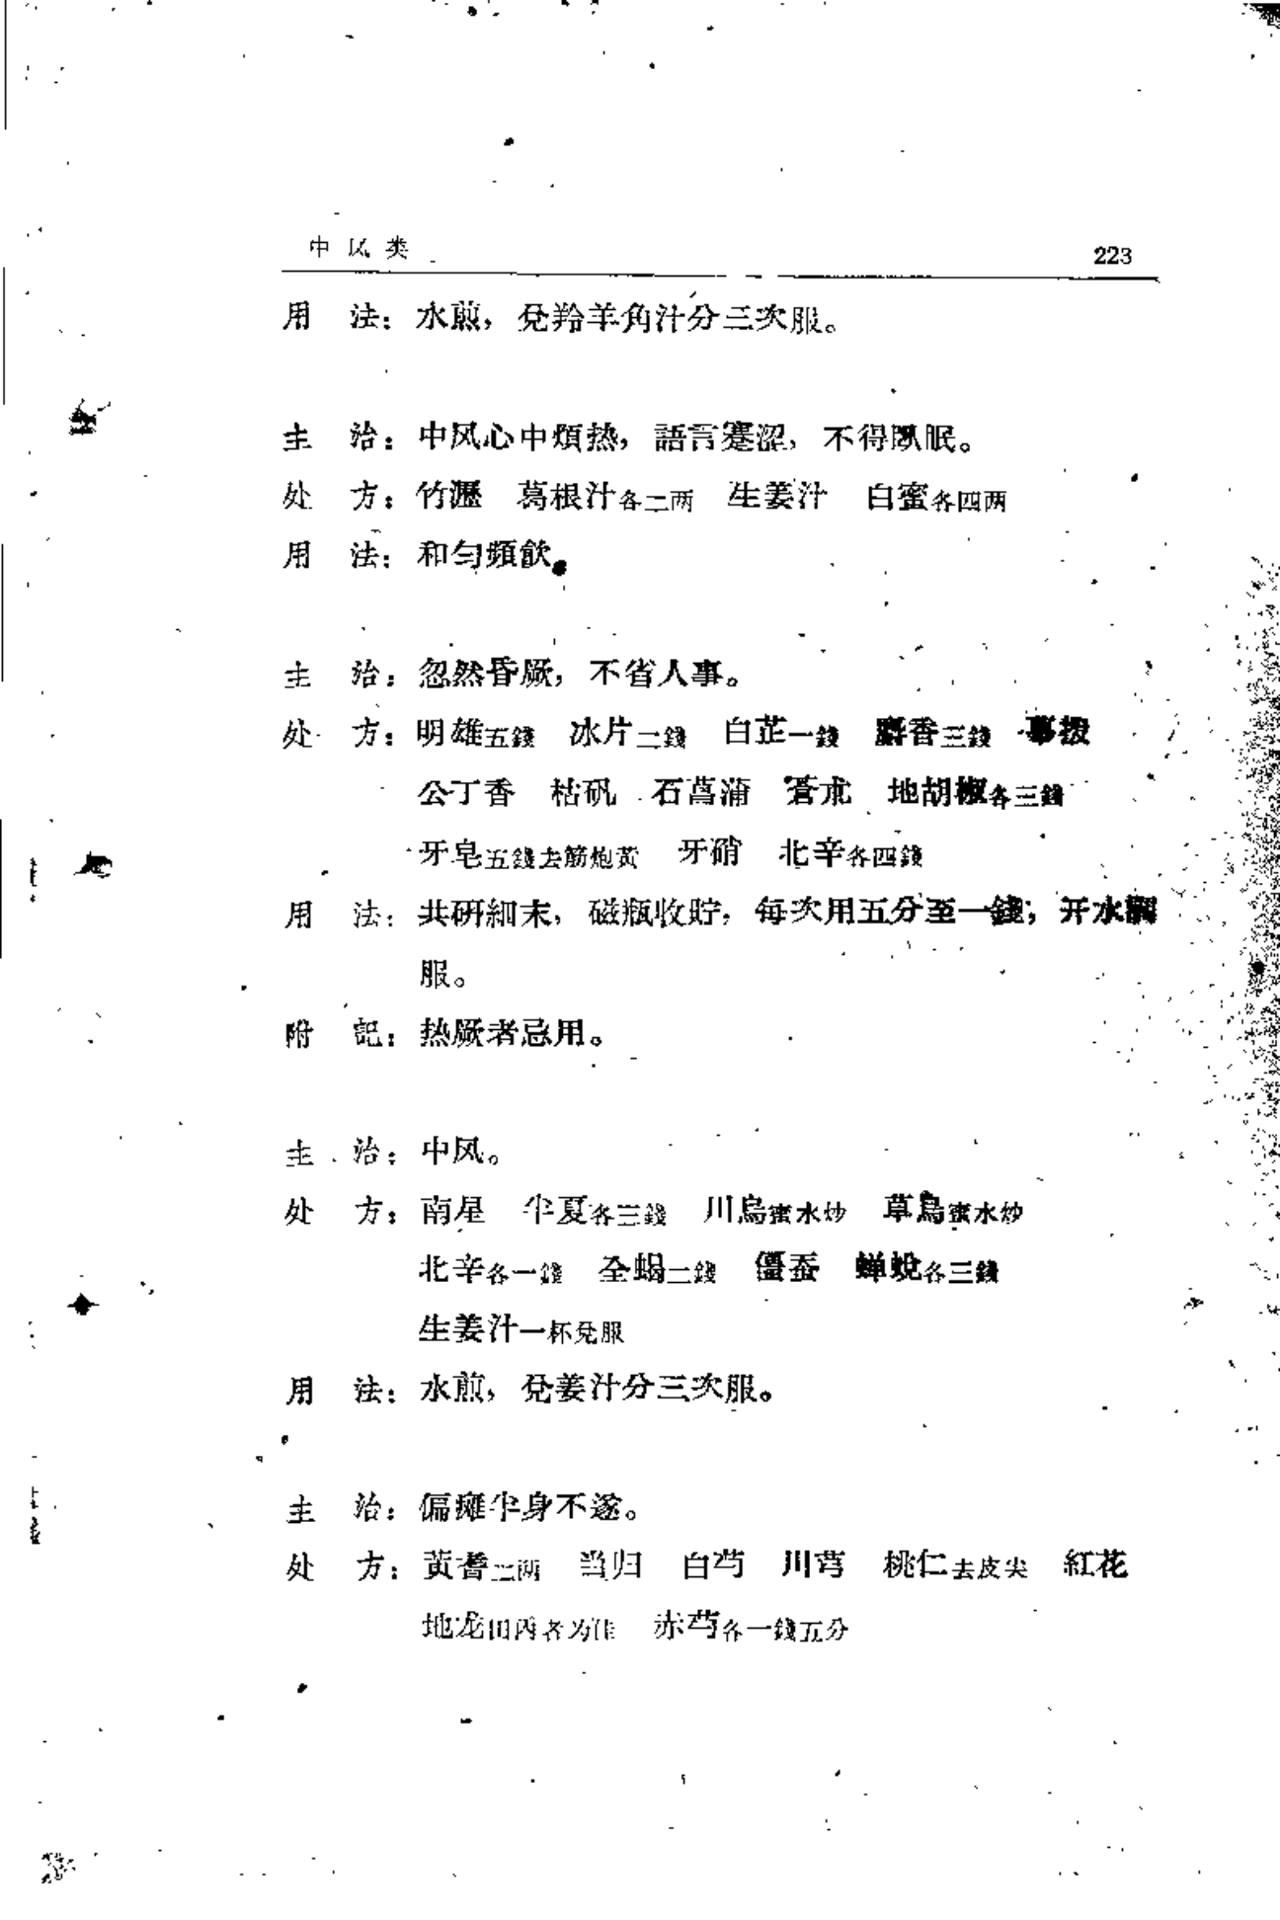 中风类 223
用　法：水煎，兑羚羊角汁分三次服。
主　治：中风心中煩热，語言蹇澀，不得臥眠。
处　方：竹瀝　葛根汁各二两　生姜汁　白蜜各四两
用　法：和匀頻飲。
主　治：忽然昏厥，不省人事。
处　方：明雄五錢　冰片二錢　白芷一錢　麝香三錢　蓽撥
公丁香　枯矾　石菖蒲　蒼朮　地胡椒各三錢
牙皂五錢去筋炮黃　牙硝　北辛各四錢
用　法：共研細末，磁瓶收貯，每次用五分至一錢，开水調
服。
附　記：热厥者忌用。
主　治：中风。
处　方：南星　半夏各三錢　川烏蜜水炒　草烏蜜水炒
北辛各一錢　全蝎二錢　僵蚕　蝉蛻各三錢
生姜汁一杯兑服
用　法：水煎，兑姜汁分三次服。
主　治：偏瘫半身不遂。
处　方：黃耆二两　当归　白芍　川芎　桃仁去皮尖　紅花
地龙　赤芍各一錢五分